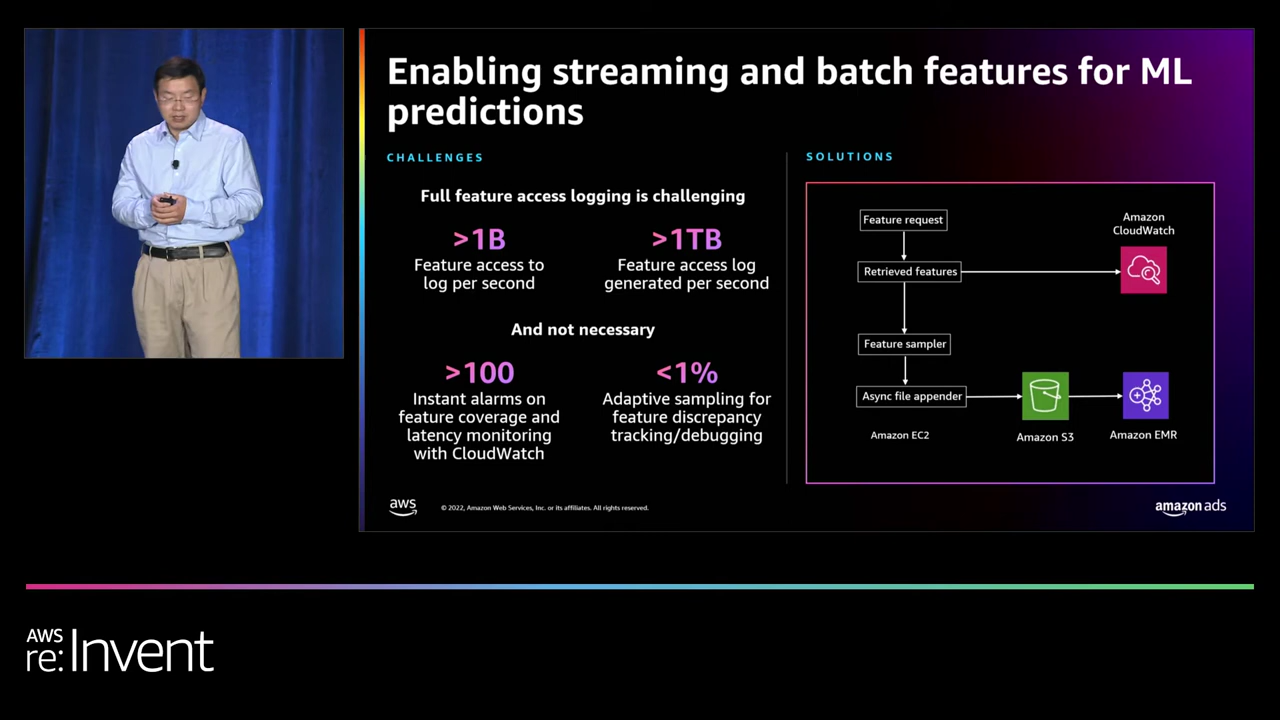 Enabling streaming and batch features for ML
predictions
CHALLENGES
Full feature access logging is challenging
>1B
Feature access to
log per second
>1TB
Feature access log
generated per second
And not necessary
>100
Instant alarms on
feature coverage and
latency monitoring
with CloudWatch
<1%
Adaptive sampling for
feature discrepancy
tracking/debugging
SOLUTIONS
Feature request
Amazon
CloudWatch
Retrieved features
Feature sampler
Async file appender
Amazon EC2
Amazon S3
Amazon EMR
aws
© 2022, Amazon Web Services, Inc. or its affiliates. All rights reserved.
amazon ads
AWS
re:Invent